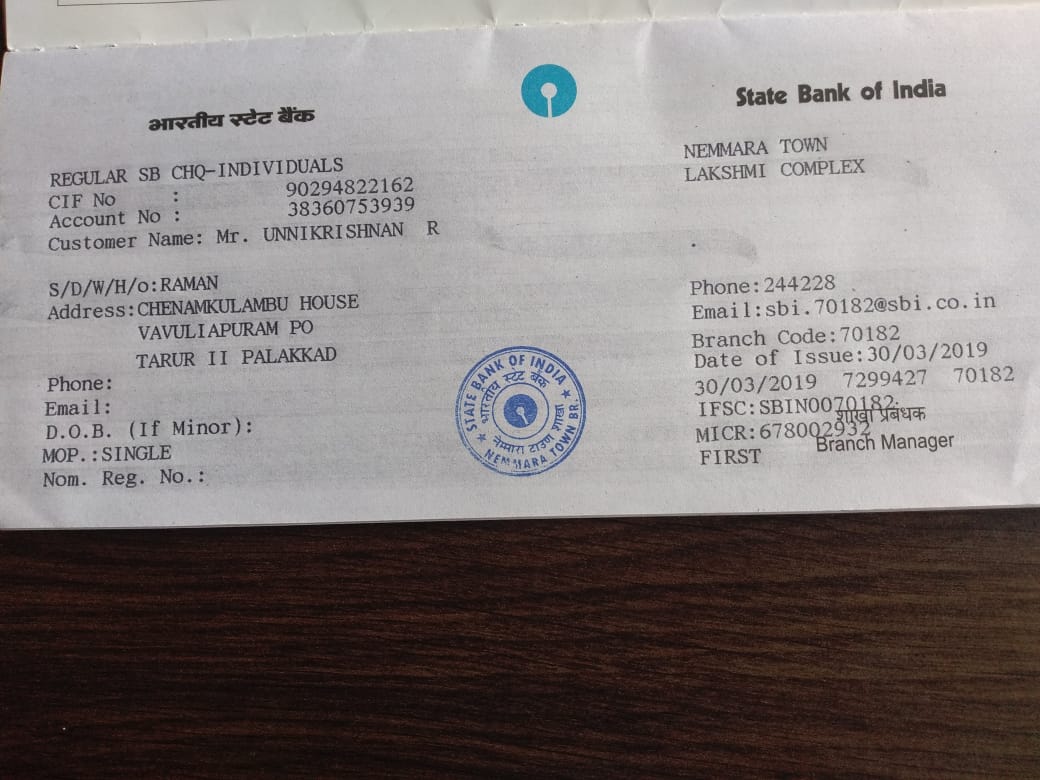 भारतीय स्टेट बैंक
State Bank of India
REGULAR SB CHQ-INDIVIDUALS
CIF No : 90294822162
Account No : 38360753939
Customer Name: Mr. UNNIKRISHNAN R
S/D/W/H/o:RAMAN
Address:CHENAMKULAMBU HOUSE
VAVULIAPURAM PO
TARUR II PALAKKAD
Phone:
Email:
D.O.B. (If Minor):
MOP.:SINGLE
Nom. Reg. No.:
NEMMARA TOWN
LAKSHMI COMPLEX
Phone:244228
Email:sbi.70182@sbi.co.in
Branch Code:70182
Date of Issue:30/03/2019
30/03/2019 7299427 70182
IFSC:SBIN0070182
शाखा प्रबंधक
MICR:678002932
Branch Manager
FIRST
STATE BANK OF INDIA
भारतीय स्टेट बैंक
नेम्मारा टाउण शाखा
NEMMARA TOWN BR.